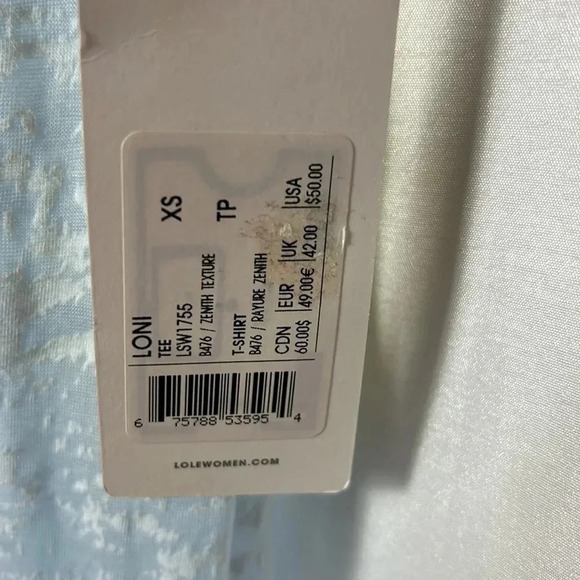 LONI
TEE
LSW1755
B476 / ZENITH TEXTURE
XS
T-SHIRT
B476 / RAYURE ZENITH
TP
CDN EUR UK USA
60.00$ 49.00€ 42.00 $50.00
6 75788 53595 4
LOLEWOMEN.COM